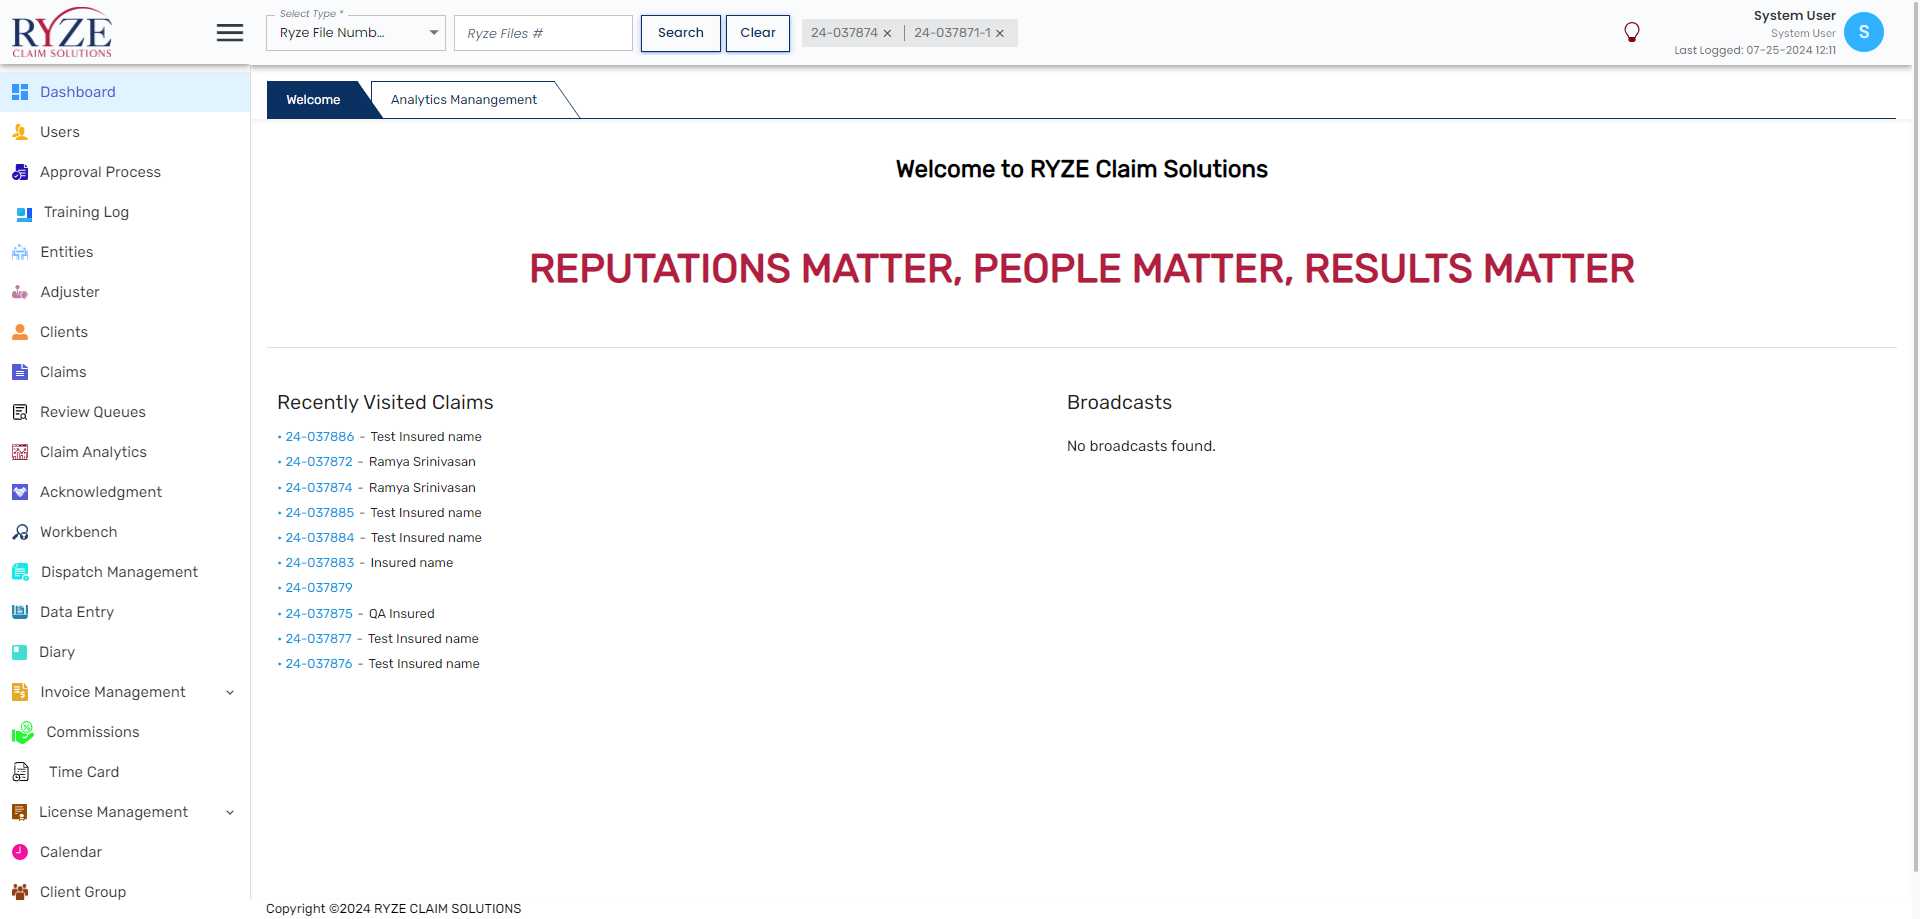 RYZE
CLAIM SOLUTIONS
Select Type *
Ryze File Numb...
Ryze Files #
Search
Clear
24-037874 ×
24-037871-1 ×
System User
System User
Last Logged: 07-25-2024 12:11
S
Dashboard
Users
Approval Process
Training Log
Entities
Adjuster
Clients
Claims
Review Queues
Claim Analytics
Acknowledgment
Workbench
Dispatch Management
Data Entry
Diary
Invoice Management
Commissions
Time Card
License Management
Calendar
Client Group
Welcome
Analytics Manangement
Welcome to RYZE Claim Solutions
REPUTATIONS MATTER, PEOPLE MATTER, RESULTS MATTER
Recently Visited Claims
• 24-037886 - Test Insured name
• 24-037872 - Ramya Srinivasan
• 24-037874 - Ramya Srinivasan
• 24-037885 - Test Insured name
• 24-037884 - Test Insured name
• 24-037883 - Insured name
• 24-037879
• 24-037875 - QA Insured
• 24-037877 - Test Insured name
• 24-037876 - Test Insured name
Broadcasts
No broadcasts found.
Copyright ©2024 RYZE CLAIM SOLUTIONS